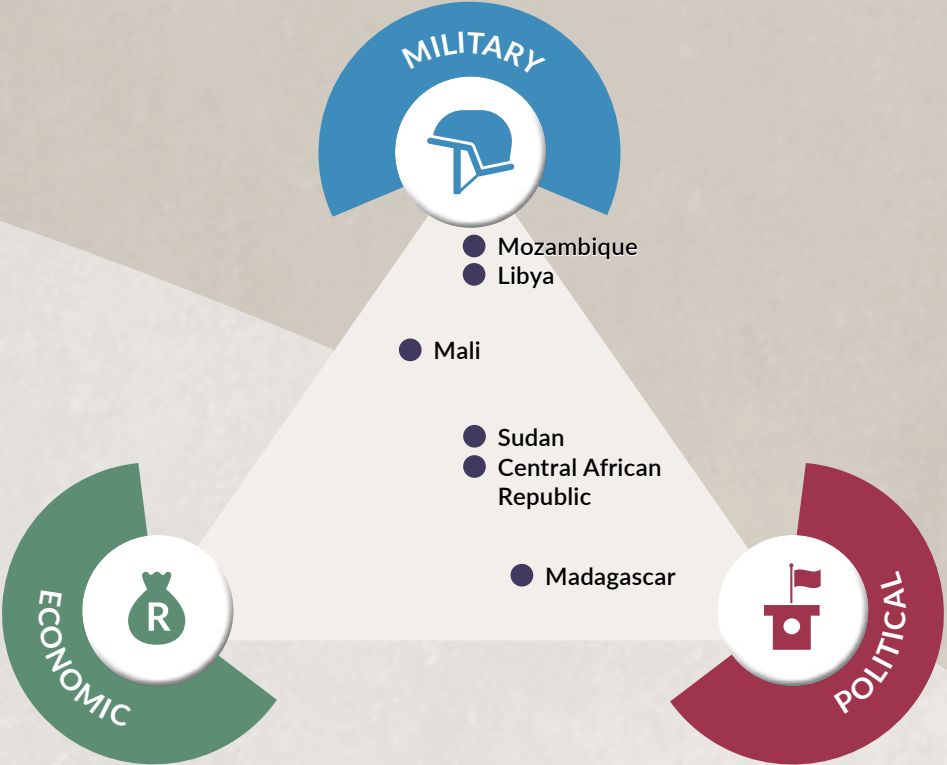 MILITARY
Mozambique
Libya
Mali
Sudan
Central African
Republic
Madagascar
ECONOMIC
R
POLITICAL